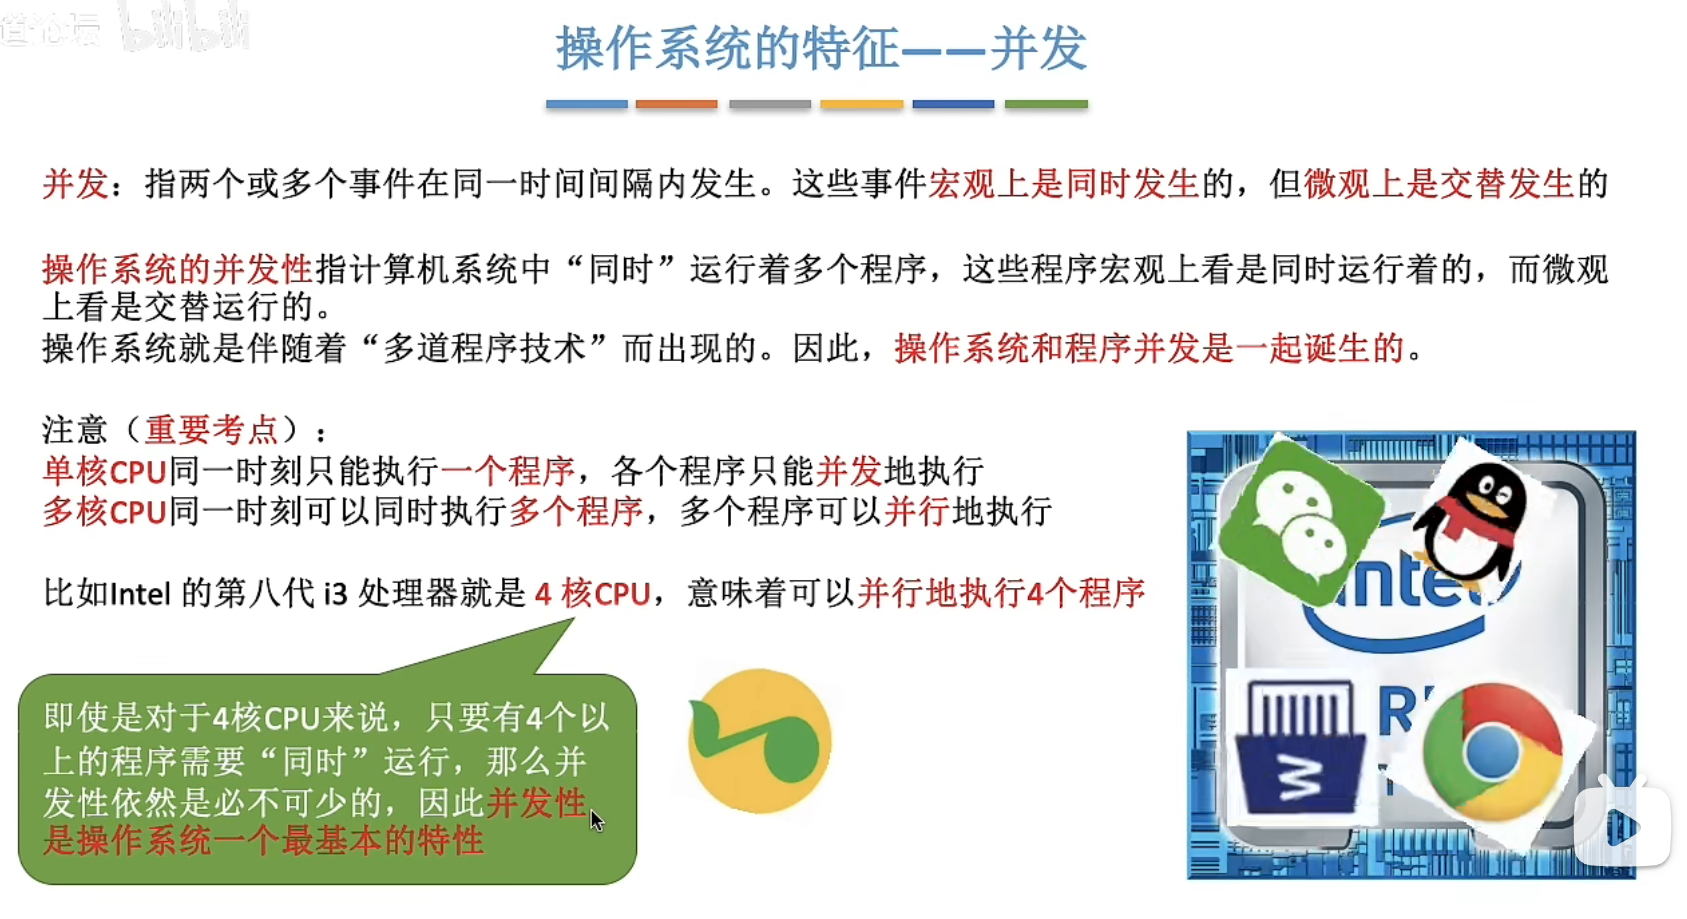 道论坛 bilibili
操作系统的特征——并发
并发：指两个或多个事件在同一时间间隔内发生。这些事件宏观上是同时发生的，但微观上是交替发生的
操作系统的并发性指计算机系统中“同时”运行着多个程序，这些程序宏观上看是同时运行着的，而微观
上看是交替运行的。
操作系统就是伴随着“多道程序技术”而出现的。因此，操作系统和程序并发是一起诞生的。
注意（重要考点）：
单核CPU同一时刻只能执行一个程序，各个程序只能并发地执行
多核CPU同一时刻可以同时执行多个程序，多个程序可以并行地执行
比如Intel 的第八代 i3 处理器就是 4 核CPU，意味着可以并行地执行4个程序
即使是对于4核CPU来说，只要有4个以
上的程序需要“同时”运行，那么并
发性依然是必不可少的，因此并发性
是操作系统一个最基本的特性
W